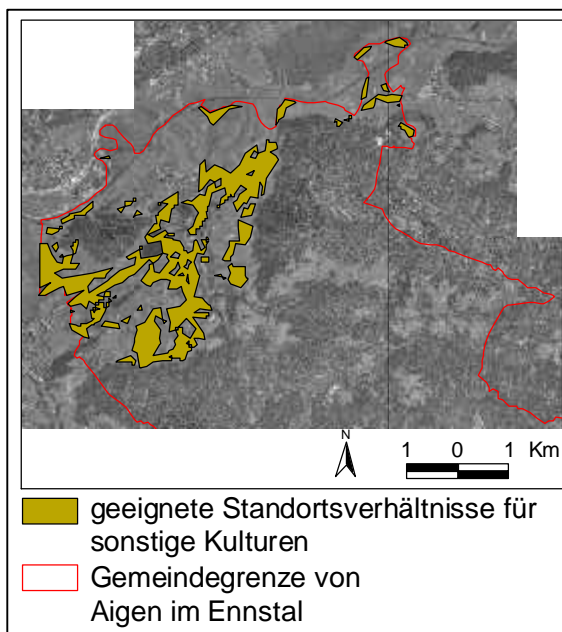 N
1 0 1 Km
geeignete Standortsverhältnisse für
sonstige Kulturen
Gemeindegrenze von
Aigen im Ennstal